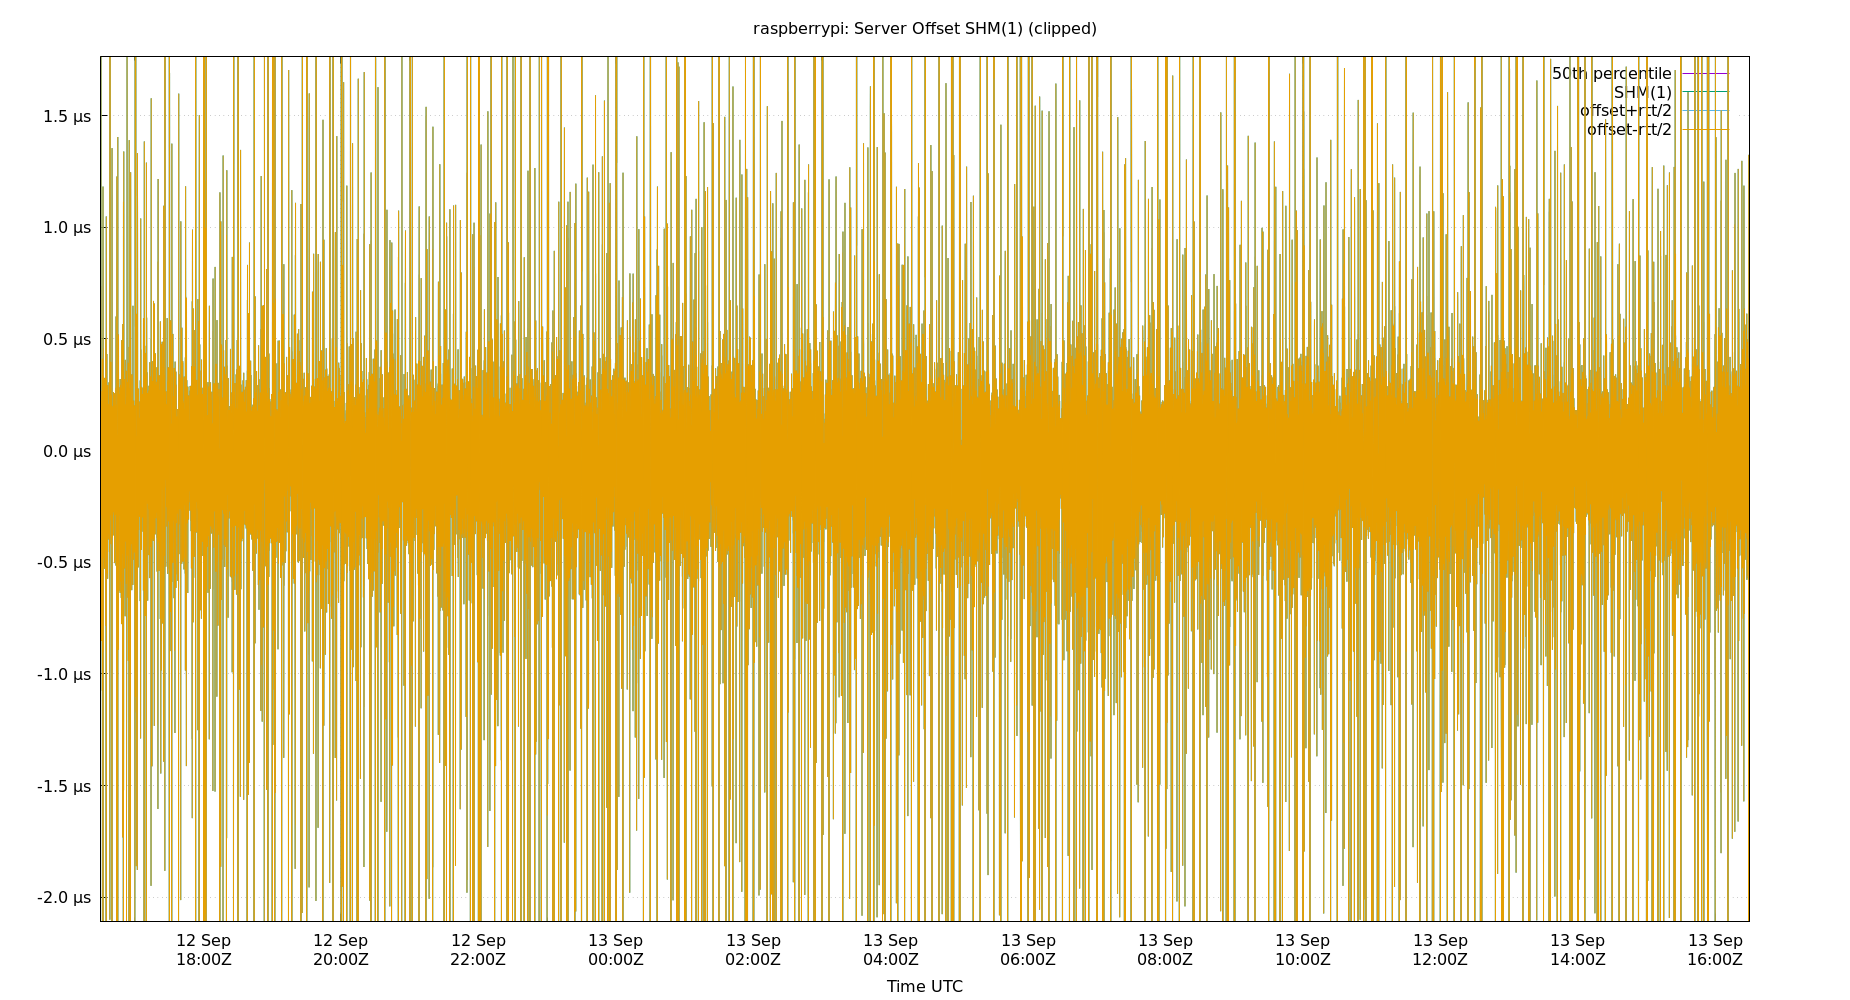 raspberrypi: Server Offset SHM(1) (clipped)
50th percentile
SHM(1)
offset+rtt/2
offset-rtt/2
1.5 µs
1.0 µs
0.5 µs
0.0 µs
-0.5 µs
-1.0 µs
-1.5 µs
-2.0 µs
12 Sep 12 Sep 12 Sep 13 Sep 13 Sep 13 Sep 13 Sep 13 Sep 13 Sep 13 Sep 13 Sep 13 Sep
18:00Z 20:00Z 22:00Z 00:00Z 02:00Z 04:00Z 06:00Z 08:00Z 10:00Z 12:00Z 14:00Z 16:00Z
Time UTC